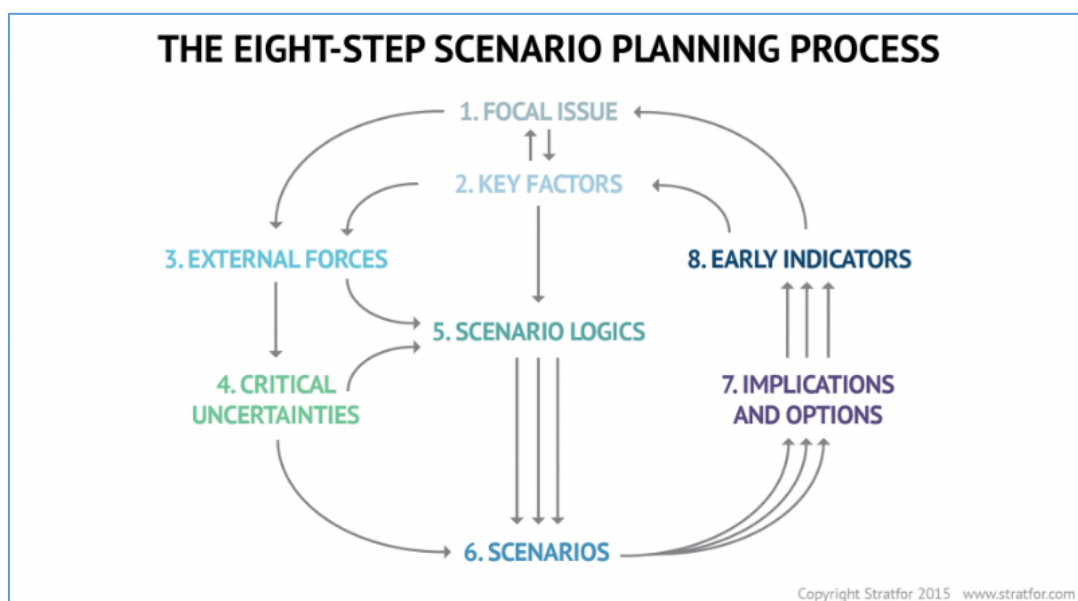 THE EIGHT-STEP SCENARIO PLANNING PROCESS
1. FOCAL ISSUE
2. KEY FACTORS
3. EXTERNAL FORCES
8. EARLY INDICATORS
5. SCENARIO LOGICS
4. CRITICAL
UNCERTAINTIES
7. IMPLICATIONS
AND OPTIONS
6. SCENARIOS
Copyright Stratfor 2015 www.stratfor.com